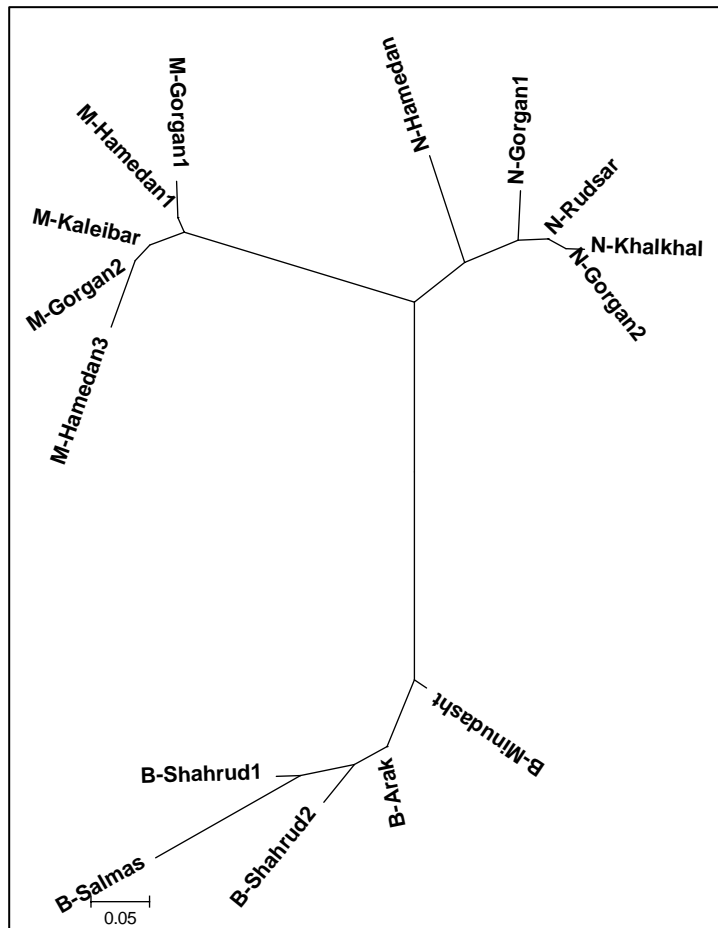 N-Hamedan
M-Gorgan1
N-Gorgan1
M-Hamedan1
N-Rudsar
M-Kaleibar
N-Khalkhal
M-Gorgan2
N-Gorgan2
M-Hamedan3
B-Minudasht
B-Shahrud1
B-Arak
B-Shahrud2
B-Salmas
0.05